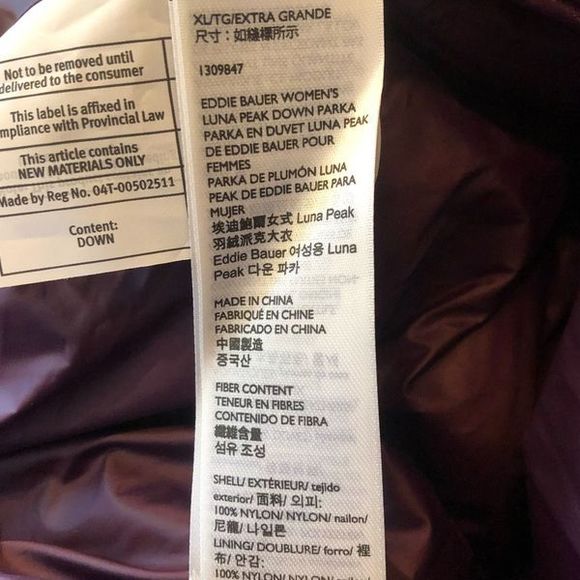 Not to be removed until
delivered to the consumer
This label is affixed in
mpliance with Provincial Law
This article contains
NEW MATERIALS ONLY
Made by Reg No. 04T-00502511
Content:
DOWN
XL/TG/EXTRA GRANDE
尺寸：如縫標所示
1309847
EDDIE BAUER WOMEN'S
LUNA PEAK DOWN PARKA
PARKA EN DUVET LUNA PEAK
DE EDDIE BAUER POUR
FEMMES
PARKA DE PLUMÓN LUNA
PEAK DE EDDIE BAUER PARA
MUJER
埃迪鮑爾女式 Luna Peak
羽絨派克大衣
Eddie Bauer 여성용 Luna
Peak 다운 파카
MADE IN CHINA
FABRIQUÉ EN CHINE
FABRICADO EN CHINA
中國製造
중국산
FIBER CONTENT
TENEUR EN FIBRES
CONTENIDO DE FIBRA
纖維含量
섬유 조성
SHELL/ EXTÉRIEUR/ tejido
exterior/ 面料/ 외피:
100% NYLON/ NYLON/ nailon/
尼龍/ 나일론
LINING/ DOUBLURE/ forro/ 裡
布/ 안감:
100% NYLON/ NYLON/ nailon/